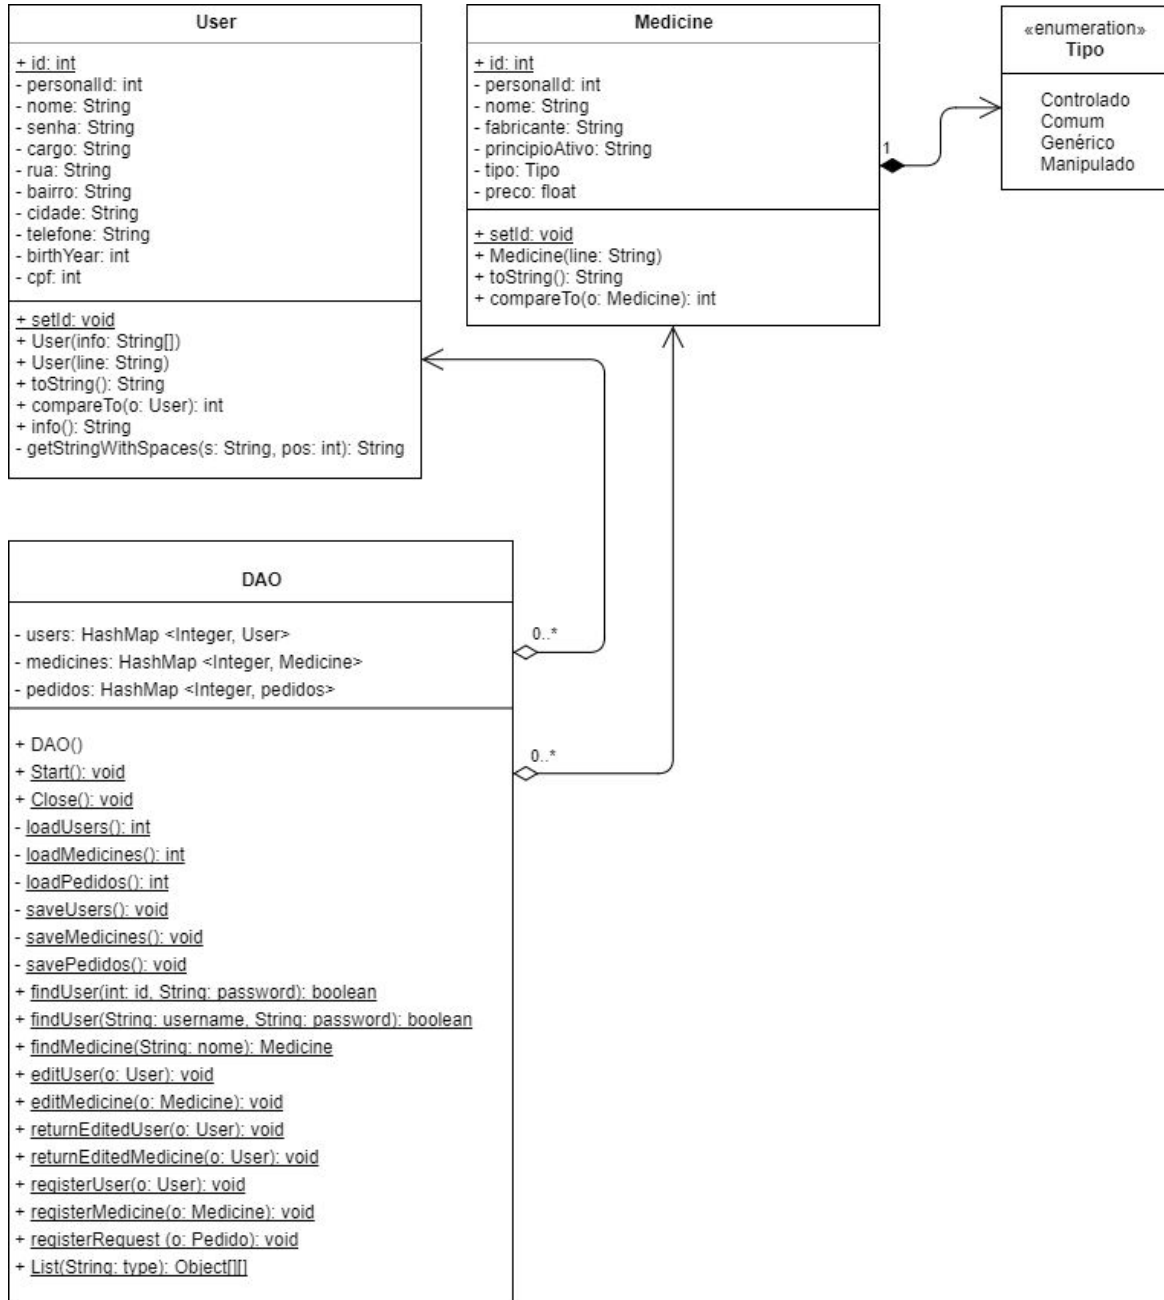 User
+ id: int
- personalId: int
- nome: String
- senha: String
- cargo: String
- rua: String
- bairro: String
- cidade: String
- telefone: String
- birthYear: int
- cpf: int
+ setId: void
+ User(info: String[])
+ User(line: String)
+ toString(): String
+ compareTo(o: User): int
+ info(): String
- getStringWithSpaces(s: String, pos: int): String
Medicine
+ id: int
- personalId: int
- nome: String
- fabricante: String
- principioAtivo: String
- tipo: Tipo
- preco: float
+ setId: void
+ Medicine(line: String)
+ toString(): String
+ compareTo(o: Medicine): int
1
«enumeration»
Tipo
Controlado
Comum
Genérico
Manipulado
DAO
- users: HashMap <Integer, User>
- medicines: HashMap <Integer, Medicine>
- pedidos: HashMap <Integer, pedidos>
0..*
0..*
+ DAO()
+ Start(): void
+ Close(): void
- loadUsers(): int
- loadMedicines(): int
- loadPedidos(): int
- saveUsers(): void
- saveMedicines(): void
- savePedidos(): void
+ findUser(int: id, String: password): boolean
+ findUser(String: username, String: password): boolean
+ findMedicine(String: nome): Medicine
+ editUser(o: User): void
+ editMedicine(o: Medicine): void
+ returnEditedUser(o: User): void
+ returnEditedMedicine(o: User): void
+ registerUser(o: User): void
+ registerMedicine(o: Medicine): void
+ registerRequest (o: Pedido): void
+ List(String: type): Object[][]